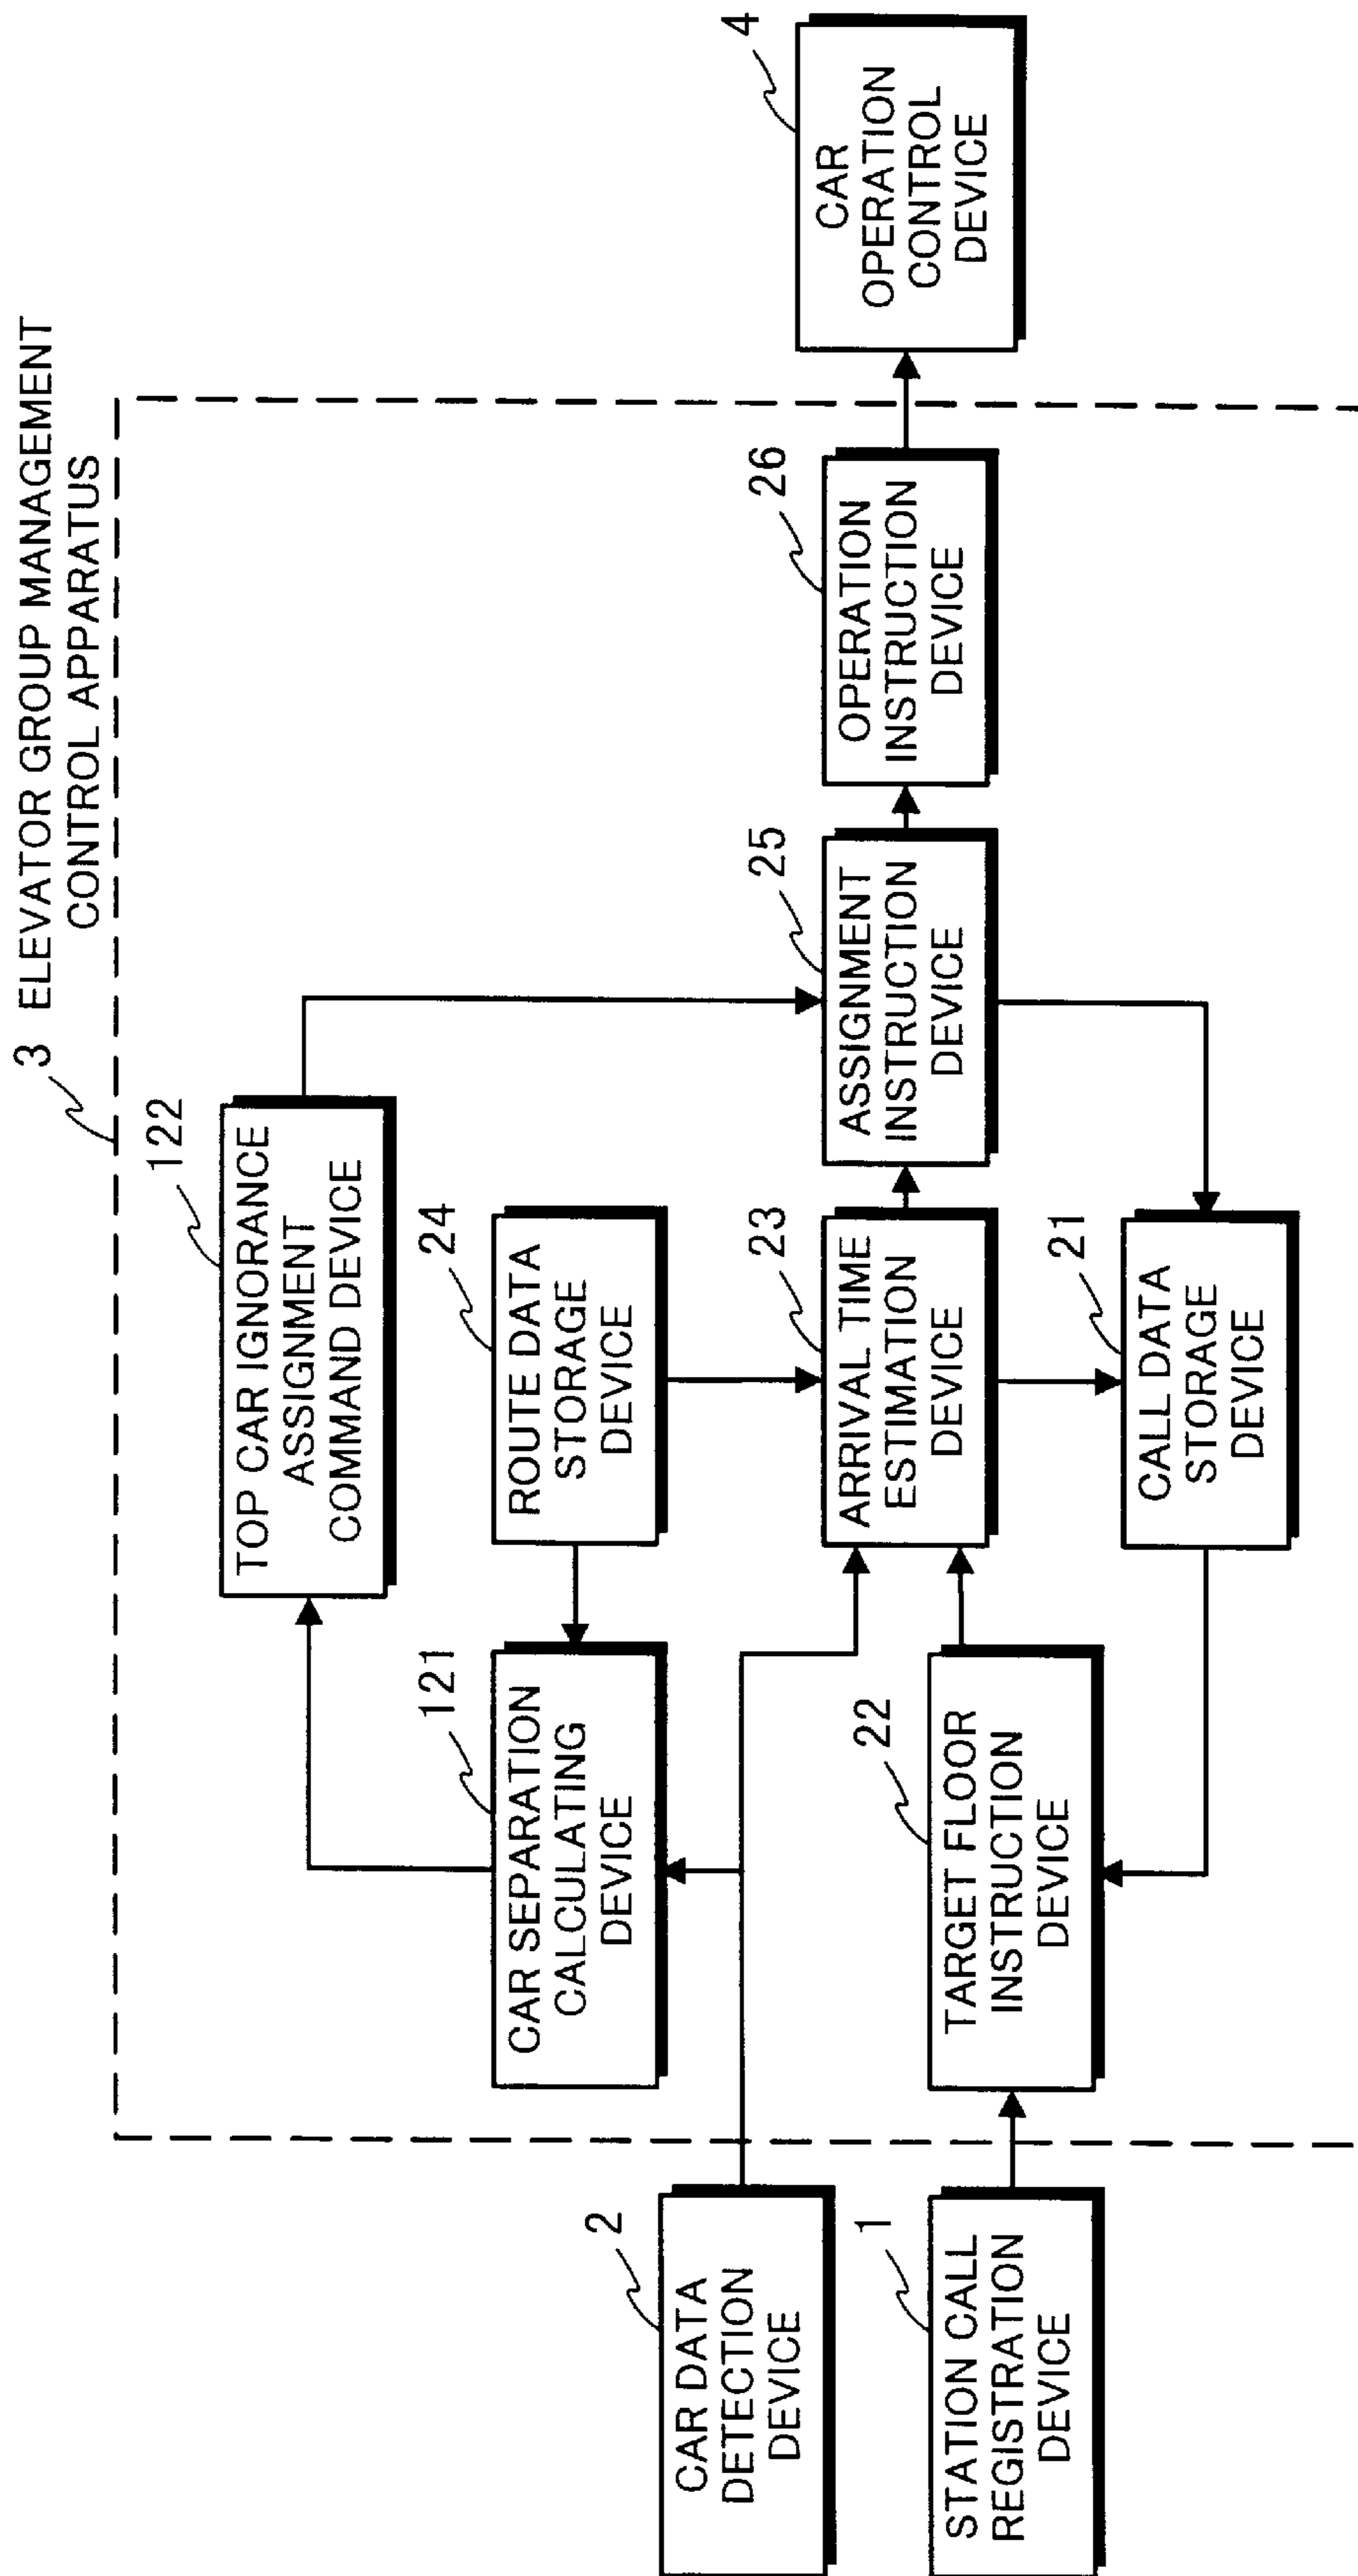 3 ELEVATOR GROUP MANAGEMENT
CONTROL APPARATUS
122
TOP CAR IGNORANCE
ASSIGNMENT
COMMAND DEVICE
121
CAR SEPARATION
CALCULATING
DEVICE
24
ROUTE DATA
STORAGE
DEVICE
2
CAR DATA
DETECTION
DEVICE
1
STATION CALL
REGISTRATION
DEVICE
22
TARGET FLOOR
INSTRUCTION
DEVICE
23
ARRIVAL TIME
ESTIMATION
DEVICE
21
CALL DATA
STORAGE
DEVICE
25
ASSIGNMENT
INSTRUCTION
DEVICE
26
OPERATION
INSTRUCTION
DEVICE
4
CAR
OPERATION
CONTROL
DEVICE